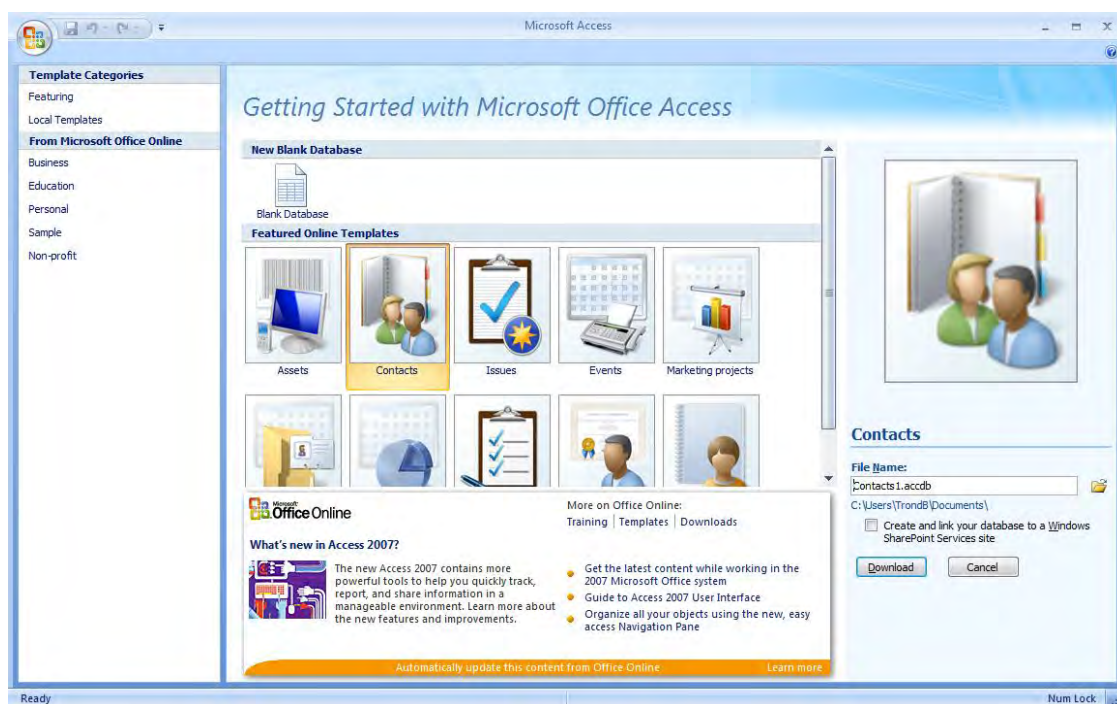 Microsoft Access
Template Categories
Featuring
Local Templates
From Microsoft Office Online
Business
Education
Personal
Sample
Non-profit
Getting Started with Microsoft Office Access
New Blank Database
Blank Database
Featured Online Templates
Assets
Contacts
Issues
Events
Marketing projects
Microsoft
Office Online
More on Office Online:
Training | Templates | Downloads
What's new in Access 2007?
The new Access 2007 contains more
powerful tools to help you quickly track,
report, and share information in a
manageable environment. Learn more about
the new features and improvements.
Get the latest content while working in the
2007 Microsoft Office system
Guide to Access 2007 User Interface
Organize all your objects using the new, easy
access Navigation Pane
Automatically update this content from Office Online
Learn more
Contacts
File Name:
Contacts1.accdb
C:\Users\TrondB\Documents\
Create and link your database to a Windows
SharePoint Services site
Download
Cancel
Ready
Num Lock